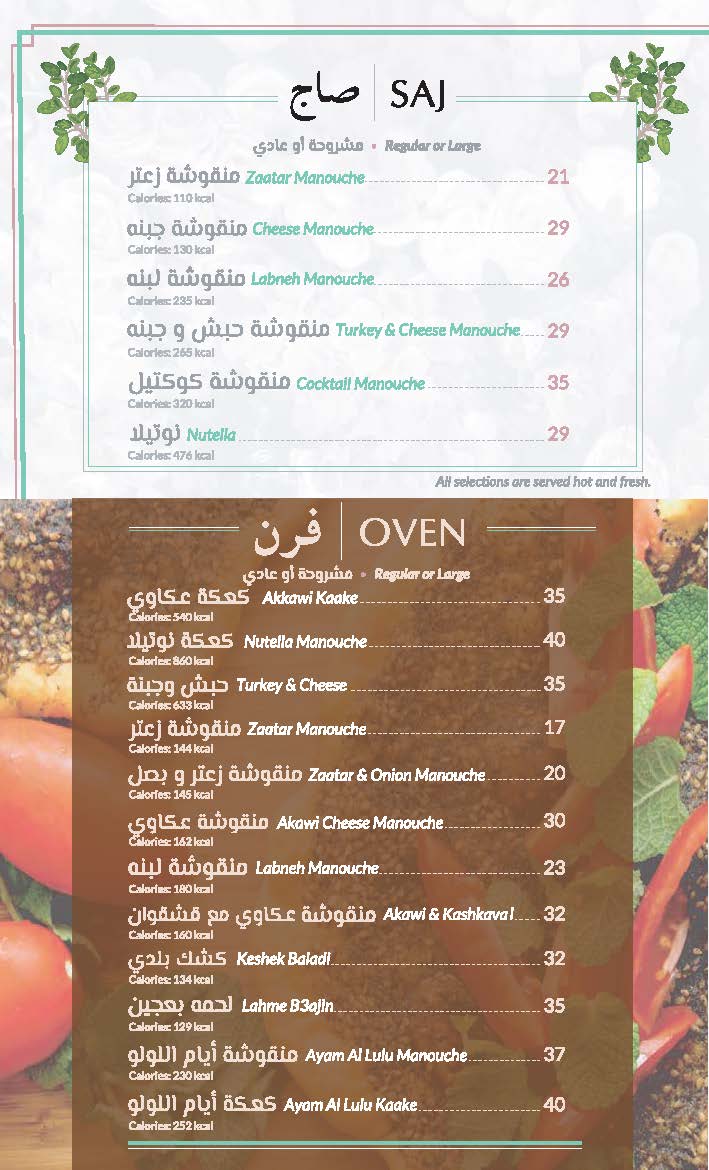 صاج | SAJ
مشروحة أو عادي • Regular or Large
منقوشة زعتر Zaatar Manouche 21
Calories: 110 kcal
منقوشة جبنه Cheese Manouche 29
Calories: 130 kcal
منقوشة لبنه Labneh Manouche 26
Calories: 235 kcal
منقوشة حبش و جبنه Turkey & Cheese Manouche 29
Calories: 265 kcal
منقوشة كوكتيل Cocktail Manouche 35
Calories: 320 kcal
نوتيلا Nutella 29
Calories: 476 kcal
All selections are served hot and fresh.
فرن | OVEN
مشروحة أو عادي • Regular or Large
كعكة عكاوي Akkawi Kaake 35
Calories: 540 kcal
كعكة نوتيلا Nutella Manouche 40
Calories: 860 kcal
حبش وجبنة Turkey & Cheese 35
Calories: 633 kcal
منقوشة زعتر Zaatar Manouche 17
Calories: 144 kcal
منقوشة زعتر و بصل Zaatar & Onion Manouche 20
Calories: 145 kcal
منقوشة عكاوي Akawi Cheese Manouche 30
Calories: 162 kcal
منقوشة لبنه Labneh Manouche 23
Calories: 180 kcal
منقوشة عكاوي مع قشقوان Akawi & Kashkaval 32
Calories: 160 kcal
كشك بلدي Keshek Baladi 32
Calories: 134 kcal
لحمه بعجين Lahme B3ajin 35
Calories: 129 kcal
منقوشة أيام اللولو Ayam Al Lulu Manouche 37
Calories: 230 kcal
كعكة أيام اللولو Ayam Al Lulu Kaake 40
Calories: 252 kcal